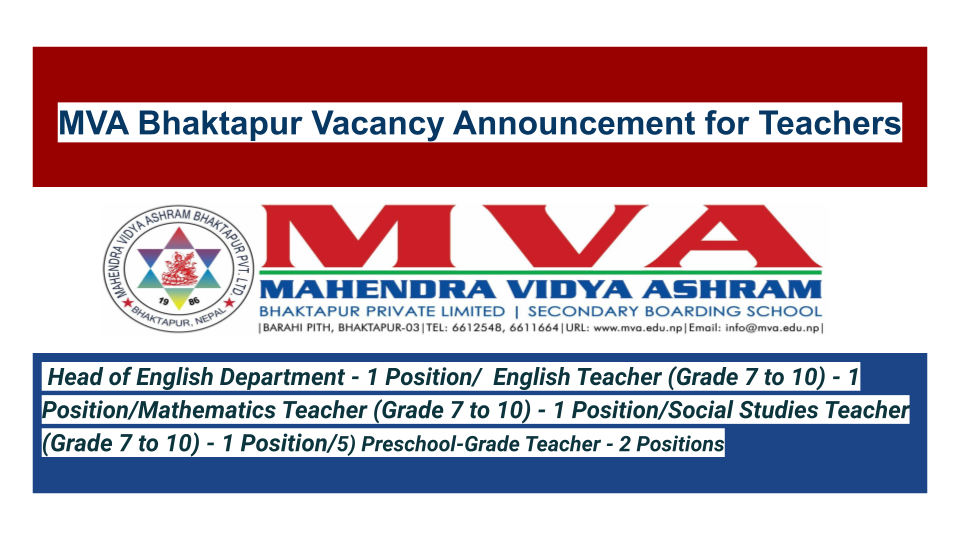 MVA Bhaktapur Vacancy Announcement for Teachers
MAHENDRA VIDYA ASHRAM BHAKTAPUR PVT. LTD.
19 86
BHAKTAPUR, NEPAL
MVA
MAHENDRA VIDYA ASHRAM
BHAKTAPUR PRIVATE LIMITED | SECONDARY BOARDING SCHOOL
|BARAHI PITH, BHAKTAPUR-03|TEL: 6612548, 6611664|URL: www.mva.edu.np|Email: info@mva.edu.np|
Head of English Department - 1 Position/ English Teacher (Grade 7 to 10) - 1
Position/Mathematics Teacher (Grade 7 to 10) - 1 Position/Social Studies Teacher
(Grade 7 to 10) - 1 Position/5) Preschool-Grade Teacher - 2 Positions